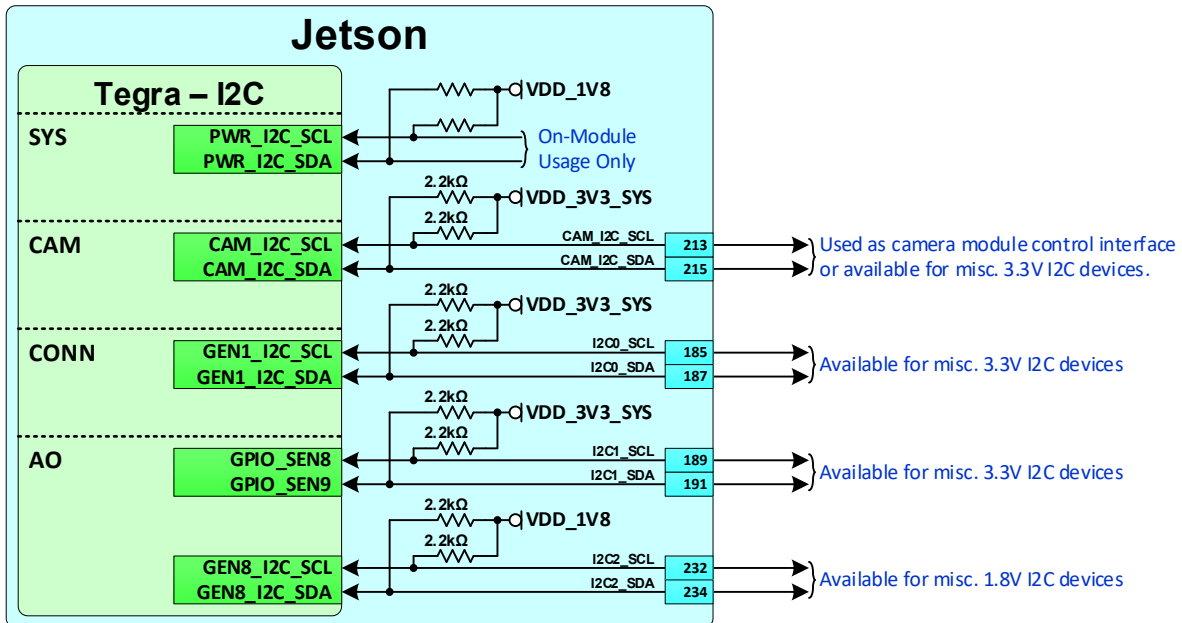 Jetson
Tegra – I2C
VDD_1V8
SYS
PWR_I2C_SCL
PWR_I2C_SDA
On-Module
Usage Only
2.2kΩ
VDD_3V3_SYS
2.2kΩ
CAM
CAM_I2C_SCL
CAM_I2C_SCL
213
CAM_I2C_SDA
CAM_I2C_SDA
215
Used as camera module control interface
or available for misc. 3.3V I2C devices.
2.2kΩ
VDD_3V3_SYS
2.2kΩ
CONN
GEN1_I2C_SCL
I2C0_SCL
185
GEN1_I2C_SDA
I2C0_SDA
187
Available for misc. 3.3V I2C devices
2.2kΩ
VDD_3V3_SYS
2.2kΩ
AO
GPIO_SEN8
I2C1_SCL
189
GPIO_SEN9
I2C1_SDA
191
Available for misc. 3.3V I2C devices
2.2kΩ
VDD_1V8
2.2kΩ
GEN8_I2C_SCL
I2C2_SCL
232
GEN8_I2C_SDA
I2C2_SDA
234
Available for misc. 1.8V I2C devices